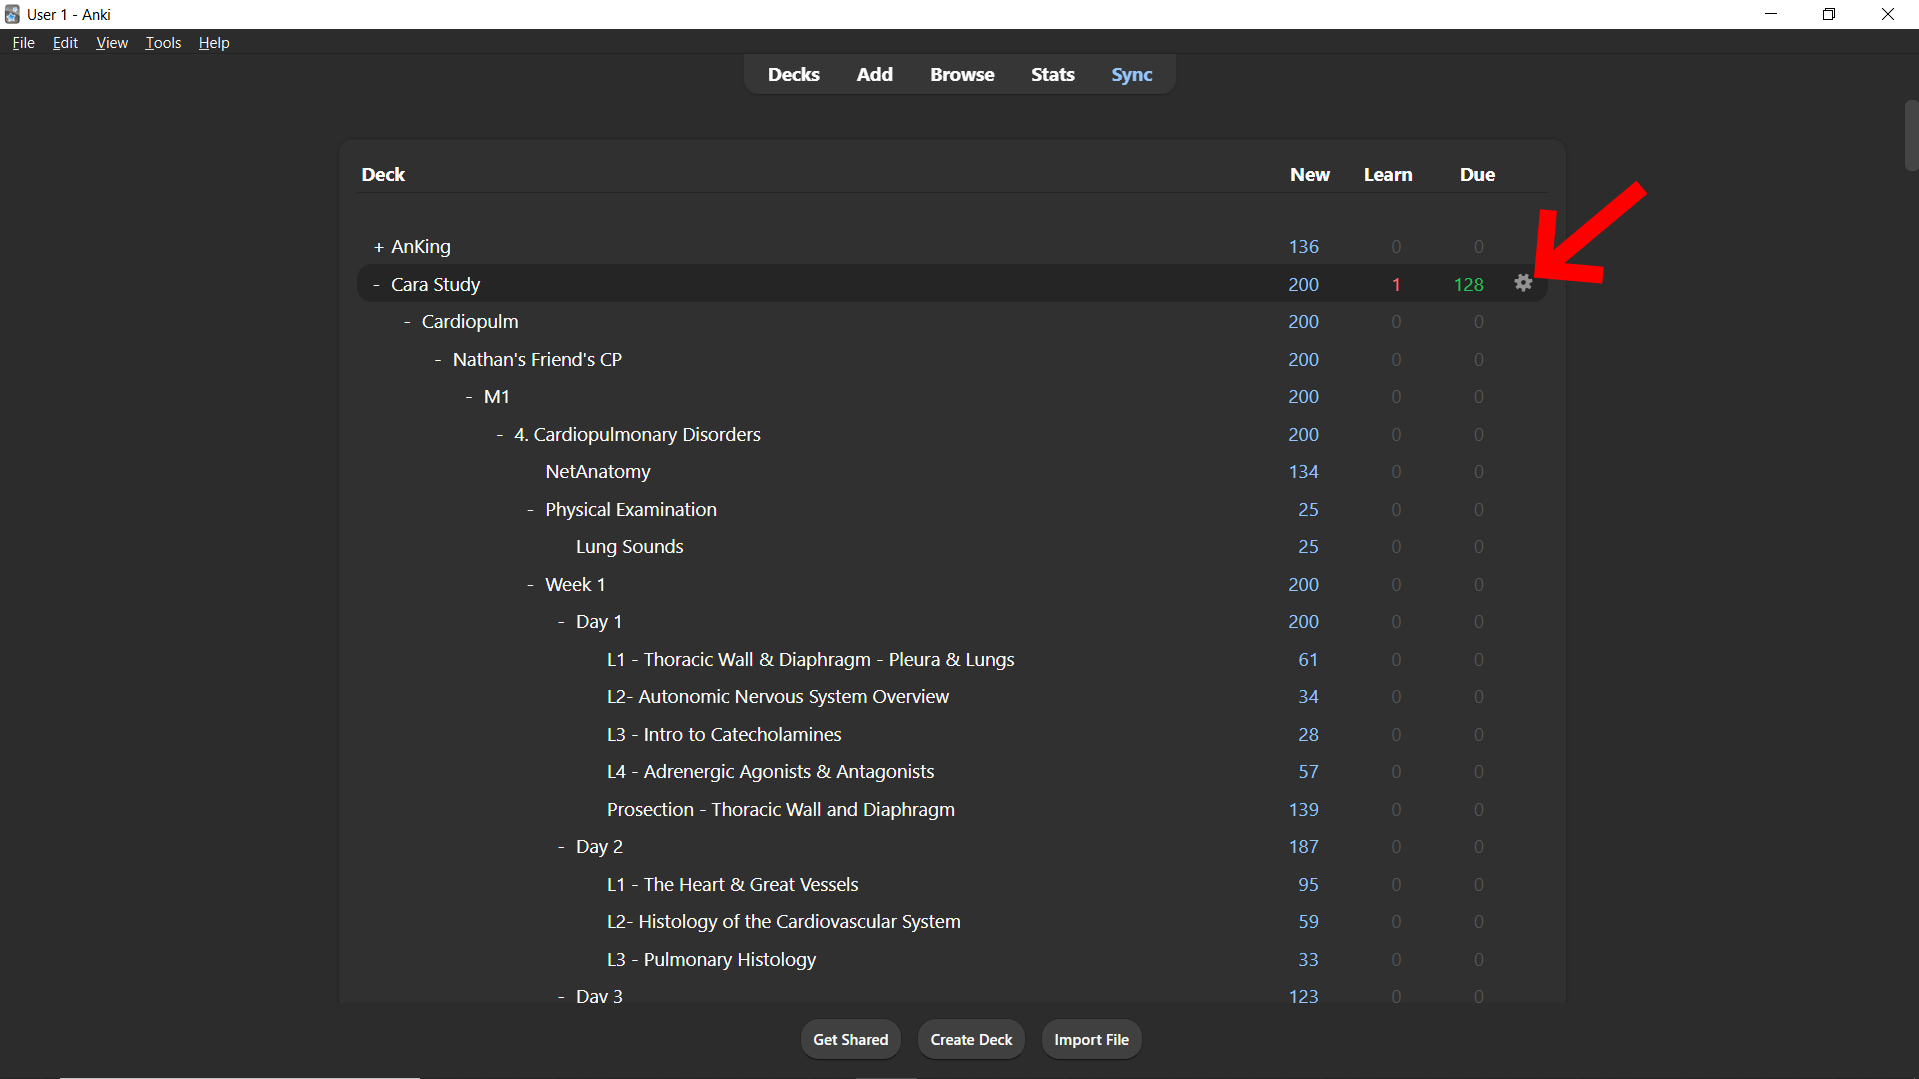 User 1 - Anki
File Edit View Tools Help
Decks Add Browse Stats Sync
Deck New Learn Due
+ AnKing 136 0 0
- Cara Study 200 1 128
- Cardiopulm 200 0 0
- Nathan's Friend's CP 200 0 0
- M1 200 0 0
- 4. Cardiopulmonary Disorders 200 0 0
NetAnatomy 134 0 0
- Physical Examination 25 0 0
Lung Sounds 25 0 0
- Week 1 200 0 0
- Day 1 200 0 0
L1 - Thoracic Wall & Diaphragm - Pleura & Lungs 61 0 0
L2- Autonomic Nervous System Overview 34 0 0
L3 - Intro to Catecholamines 28 0 0
L4 - Adrenergic Agonists & Antagonists 57 0 0
Prosection - Thoracic Wall and Diaphragm 139 0 0
- Day 2 187 0 0
L1 - The Heart & Great Vessels 95 0 0
L2- Histology of the Cardiovascular System 59 0 0
L3 - Pulmonary Histology 33 0 0
- Day 3 123 0 0
Get Shared Create Deck Import File